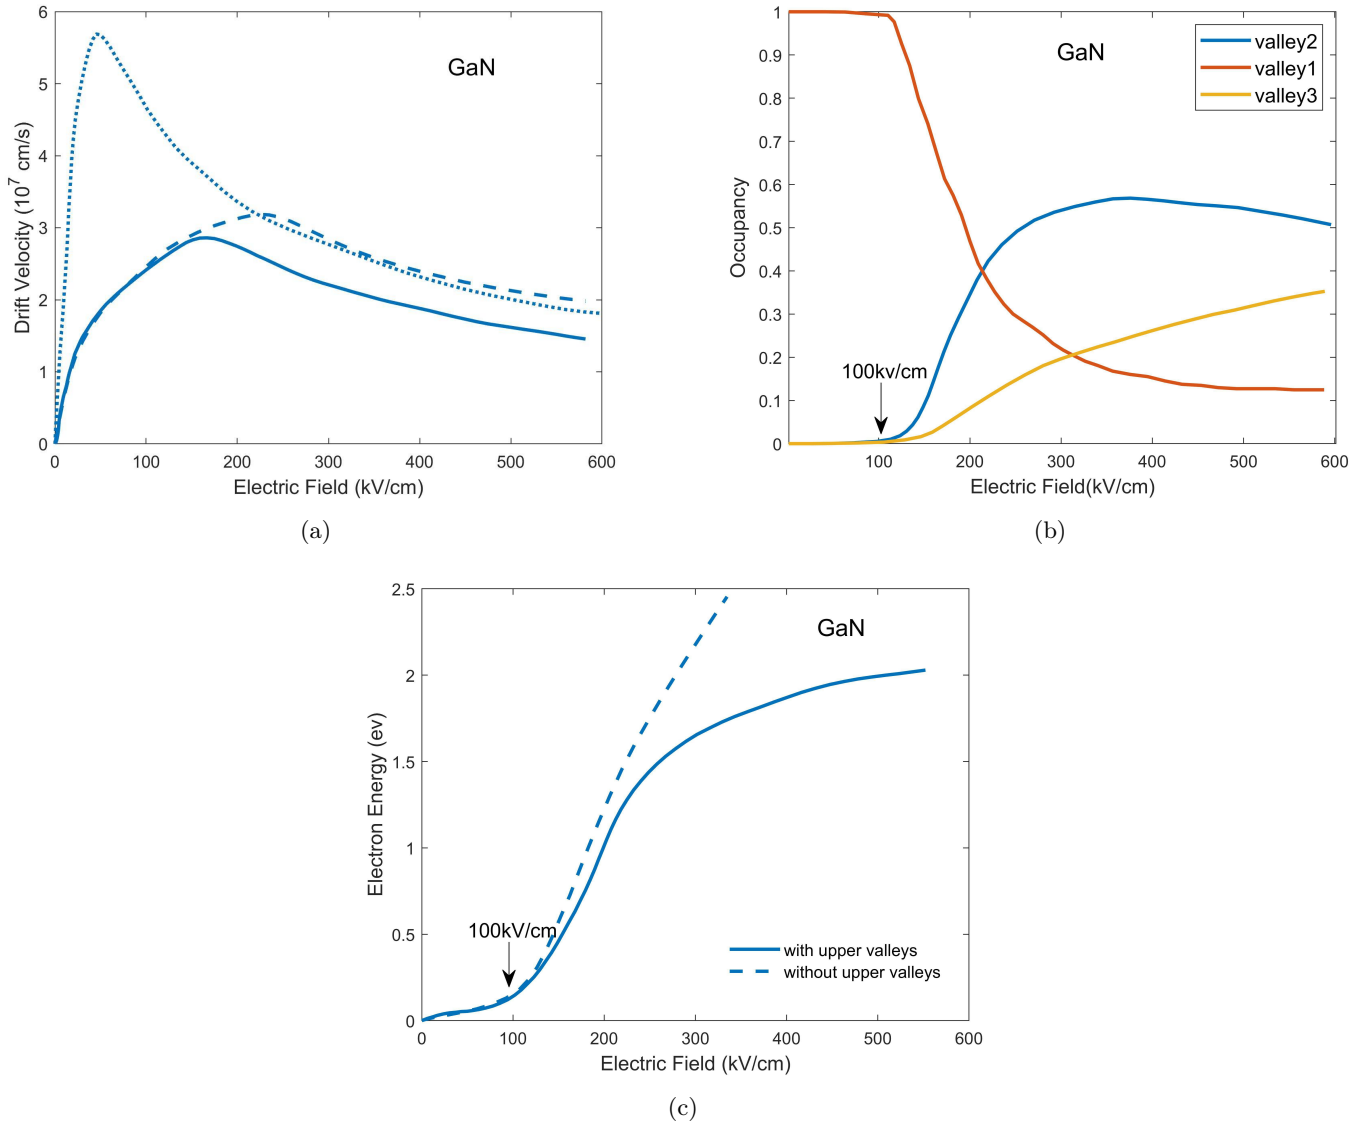 6
5
4
3
2
1
0
0 100 200 300 400 500 600
Drift Velocity (10^7 cm/s)
Electric Field (kV/cm)
GaN
(a)
1
0.9
0.8
0.7
0.6
0.5
0.4
0.3
0.2
0.1
0
100 200 300 400 500 600
Occupancy
Electric Field(kV/cm)
GaN
valley2
valley1
valley3
100kv/cm
(b)
2.5
2
1.5
1
0.5
0
0 100 200 300 400 500 600
Electron Energy (ev)
Electric Field (kV/cm)
GaN
100kV/cm
with upper valleys
without upper valleys
(c)